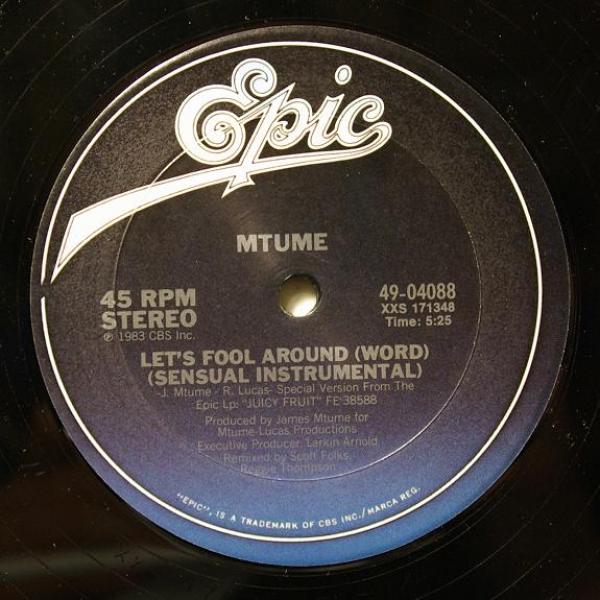 Epic
MTUME
45 RPM
STEREO
℗ 1983 CBS Inc.
49-04088
XXS 171348
Time: 5:25
LET'S FOOL AROUND (WORD)
(SENSUAL INSTRUMENTAL)
-J. Mtume - R. Lucas- Special Version From The
Epic Lp: "JUICY FRUIT" FE 38588
Produced by James Mtume for
Mtume-Lucas Productions
Executive Producer: Larkin Arnold
Remixed by Scott Folks,
Reggie Thompson
"EPIC", IS A TRADEMARK OF CBS INC./MARCA REG.